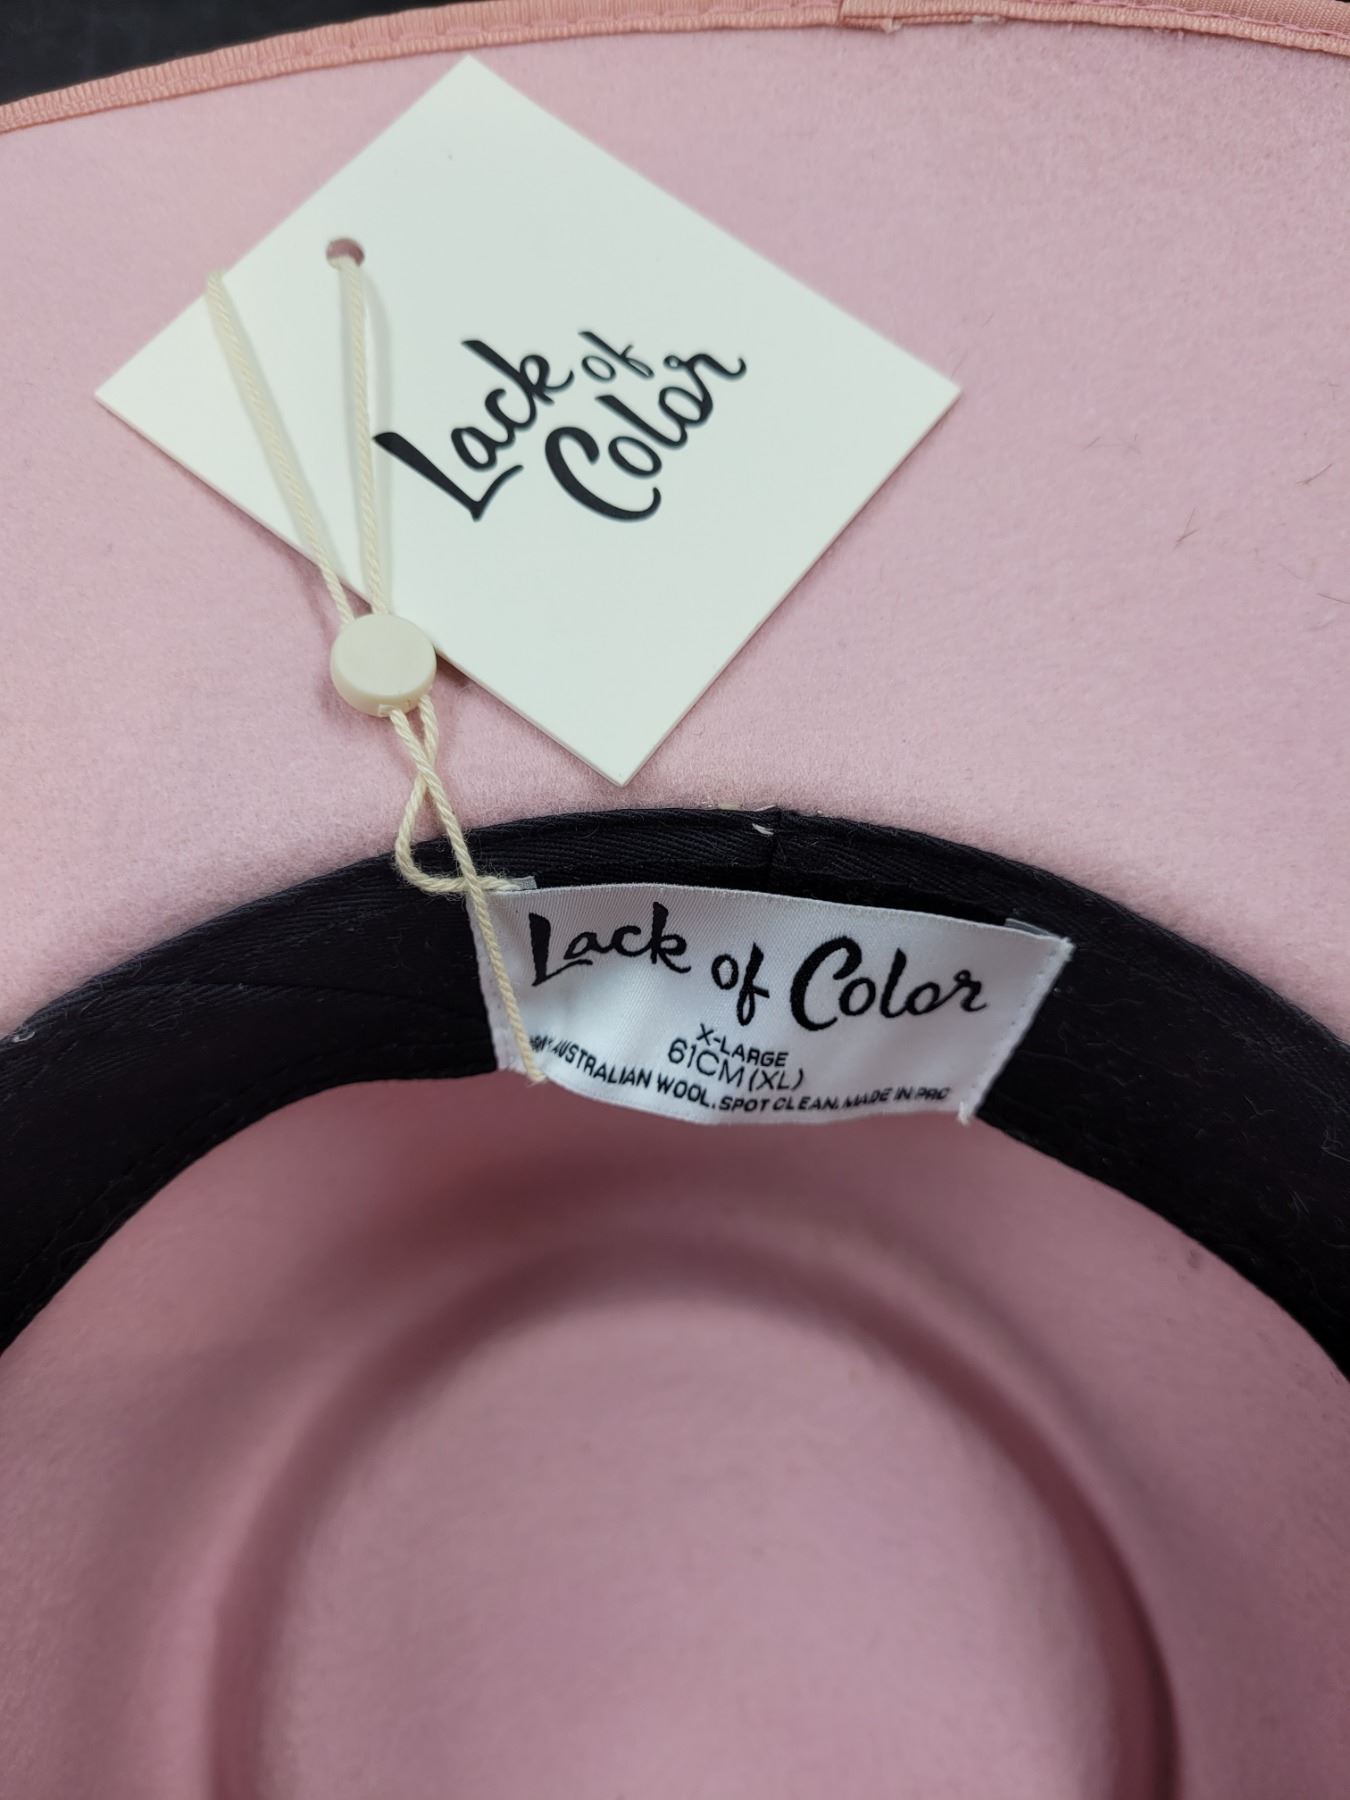 Lack of
Color
Lack of Color
X-LARGE
61CM(XL)
AUSTRALIAN WOOL. SPOT CLEAN. MADE IN PRC